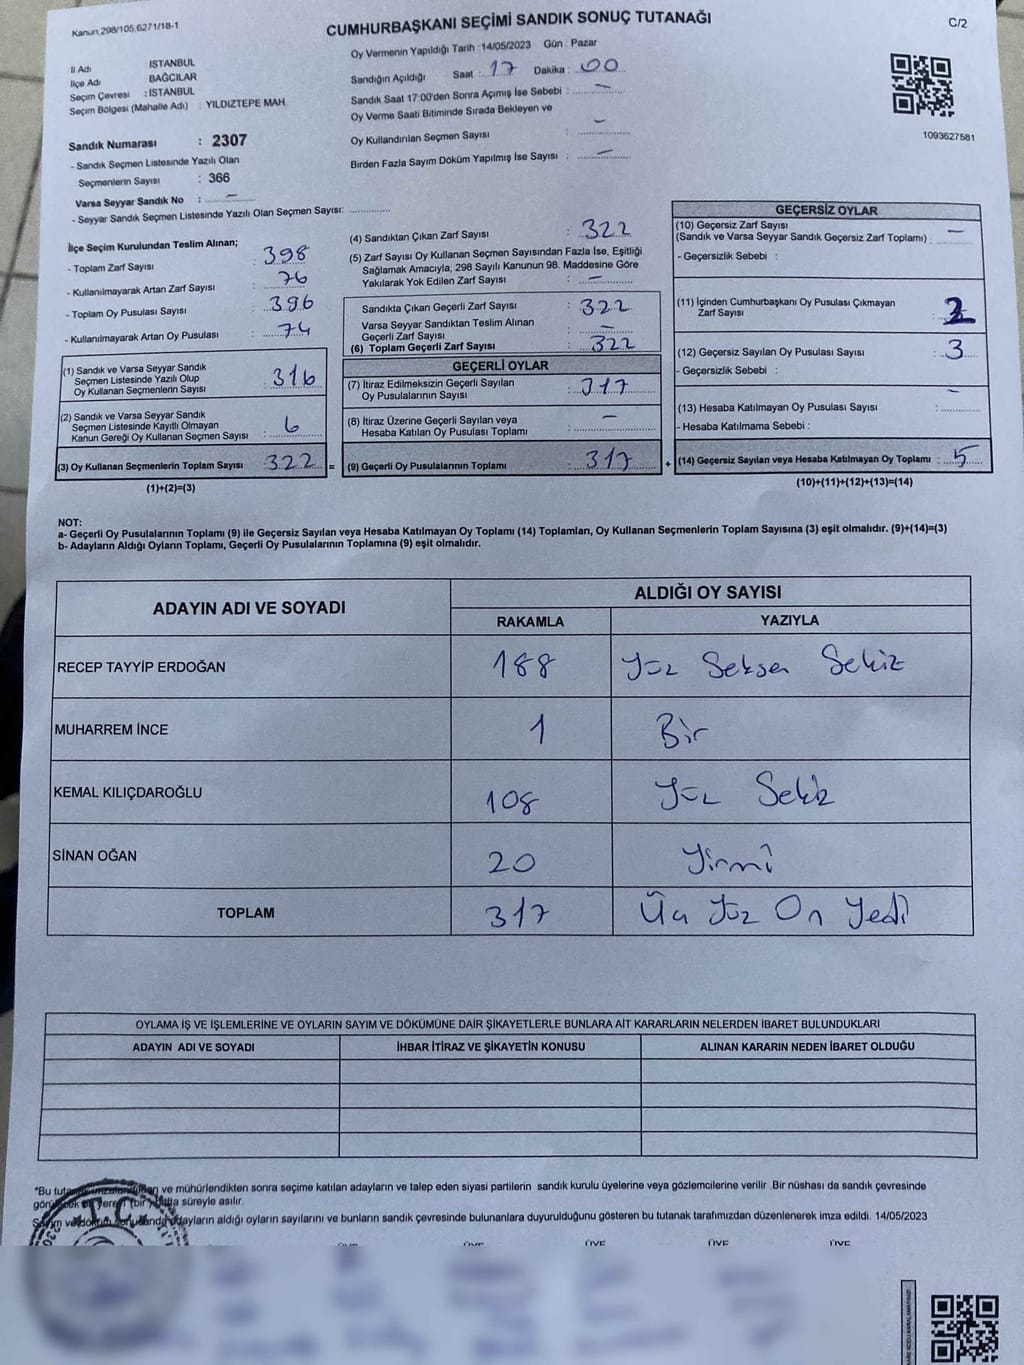 Kanun,298/105,6271/18-1
CUMHURBAŞKANI SEÇİMİ SANDIK SONUÇ TUTANAĞI
C/2
İl Adı İSTANBUL
İlçe Adı BAĞCILAR
Seçim Çevresi : İSTANBUL
Seçim Bölgesi (Mahalle Adı) : YILDIZTEPE MAH.
Sandık Numarası : 2307
- Sandık Seçmen Listesinde Yazılı Olan
Seçmenlerin Sayısı : 366
Varsa Seyyar Sandık No : –
- Seyyar Sandık Seçmen Listesinde Yazılı Olan Seçmen Sayısı: ............
Oy Vermenin Yapıldığı Tarih : 14/05/2023 Gün : Pazar
Sandığın Açıldığı Saat : 17 Dakika : 00
Sandık Saat 17:00'den Sonra Açımış İse Sebebi : –
Oy Verme Saati Bitiminde Sırada Bekleyen ve
Oy Kullandırılan Seçmen Sayısı : –
Birden Fazla Sayım Döküm Yapılmış İse Sayısı : –
1093627581
İlçe Seçim Kurulundan Teslim Alınan;
- Toplam Zarf Sayısı : 398
- Kullanılmayarak Artan Zarf Sayısı : 76
- Toplam Oy Pusulası Sayısı : 396
- Kullanılmayarak Artan Oy Pusulası : 74
(1) Sandık ve Varsa Seyyar Sandık
Seçmen Listesinde Yazılı Olup
Oy Kullanan Seçmenlerin Sayısı : 316
(2) Sandık ve Varsa Seyyar Sandık
Seçmen Listesinde Kayıtlı Olmayan
Kanun Gereği Oy Kullanan Seçmen Sayısı : 6
(3) Oy Kullanan Seçmenlerin Toplam Sayısı : 322 =
(1)+(2)=(3)
(4) Sandıktan Çıkan Zarf Sayısı : 322
(5) Zarf Sayısı Oy Kullanan Seçmen Sayısından Fazla İse, Eşitliği
Sağlamak Amacıyla, 298 Sayılı Kanunun 98. Maddesine Göre
Yakılarak Yok Edilen Zarf Sayısı : –
Sandıkta Çıkan Geçerli Zarf Sayısı : 322
Varsa Seyyar Sandıktan Teslim Alınan
Geçerli Zarf Sayısı : –
(6) Toplam Geçerli Zarf Sayısı : 322
GEÇERLİ OYLAR
(7) İtiraz Edilmeksizin Geçerli Sayılan
Oy Pusulalarının Sayısı : 317
(8) İtiraz Üzerine Geçerli Sayılan veya
Hesaba Katılan Oy Pusulası Toplamı : –
(9) Geçerli Oy Pusulalarının Toplamı : 317 +
GEÇERSİZ OYLAR
(10) Geçersiz Zarf Sayısı
(Sandık ve Varsa Seyyar Sandık Geçersiz Zarf Toplamı) : –
- Geçersizlik Sebebi :
(11) İçinden Cumhurbaşkanı Oy Pusulası Çıkmayan
Zarf Sayısı : 2
(12) Geçersiz Sayılan Oy Pusulası Sayısı : 3
- Geçersizlik Sebebi :
(13) Hesaba Katılmayan Oy Pusulası Sayısı : –
- Hesaba Katılmama Sebebi :
(14) Geçersiz Sayılan veya Hesaba Katılmayan Oy Toplamı : 5
(10)+(11)+(12)+(13)=(14)
NOT:
a- Geçerli Oy Pusulalarının Toplamı (9) ile Geçersiz Sayılan veya Hesaba Katılmayan Oy Toplamı (14) Toplamları, Oy Kullanan Seçmenlerin Toplam Sayısına (3) eşit olmalıdır. (9)+(14)=(3)
b- Adayların Aldığı Oyların Toplamı, Geçerli Oy Pusulalarının Toplamına (9) eşit olmalıdır.
ADAYIN ADI VE SOYADI ALDIĞI OY SAYISI
RAKAMLA YAZIYLA
RECEP TAYYİP ERDOĞAN 188 Yüz Seksen Sekiz
MUHARREM İNCE 1 Bir
KEMAL KILIÇDAROĞLU 108 Yüz Sekiz
SİNAN OĞAN 20 Yirmi
TOPLAM 317 Üç Yüz On Yedi
OYLAMA İŞ VE İŞLEMLERİNE VE OYLARIN SAYIM VE DÖKÜMÜNE DAİR ŞİKAYETLERLE BUNLARA AİT KARARLARIN NELERDEN İBARET BULUNDUKLARI
ADAYIN ADI VE SOYADI İHBAR İTİRAZ VE ŞİKAYETİN KONUSU ALINAN KARARIN NEDEN İBARET OLDUĞU
*Bu ve mühürlendikten sonra seçime katılan adayların ve talep eden siyasi partilerin sandık kurulu üyelerine veya gözlemcilerine verilir .Bir nüshası da sandık çevresinde
yere (bir) hafta süreyle asılır.
Sayım ve adayların aldığı oyların sayılarını ve bunların sandık çevresinde bulunanlara duyurulduğunu gösteren bu tutanak tarafımızdan düzenlenerek imza edildi. 14/05/2023
T.C.
ÜYE ÜYE ÜYE ÜYE ÜYE